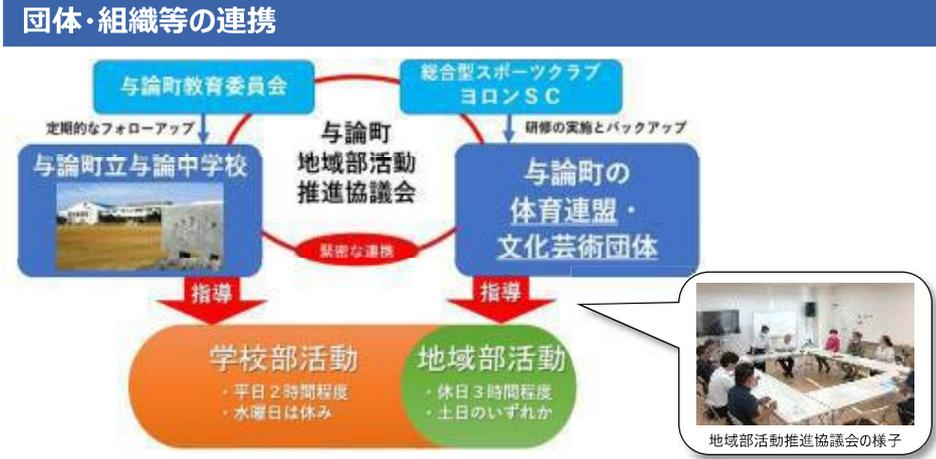 団体・組織等の連携
与論町教育委員会
総合型スポーツクラブ
ヨロンSC
定期的なフォローアップ
研修の実施とバックアップ
与論町
地域部活動
推進協議会
与論町立与論中学校
与論町の
体育連盟・
文化芸術団体
緊密な連携
指導
指導
学校部活動
・平日2時間程度
・水曜日は休み
地域部活動
・休日3時間程度
・土日のいずれか
地域部活動推進協議会の様子